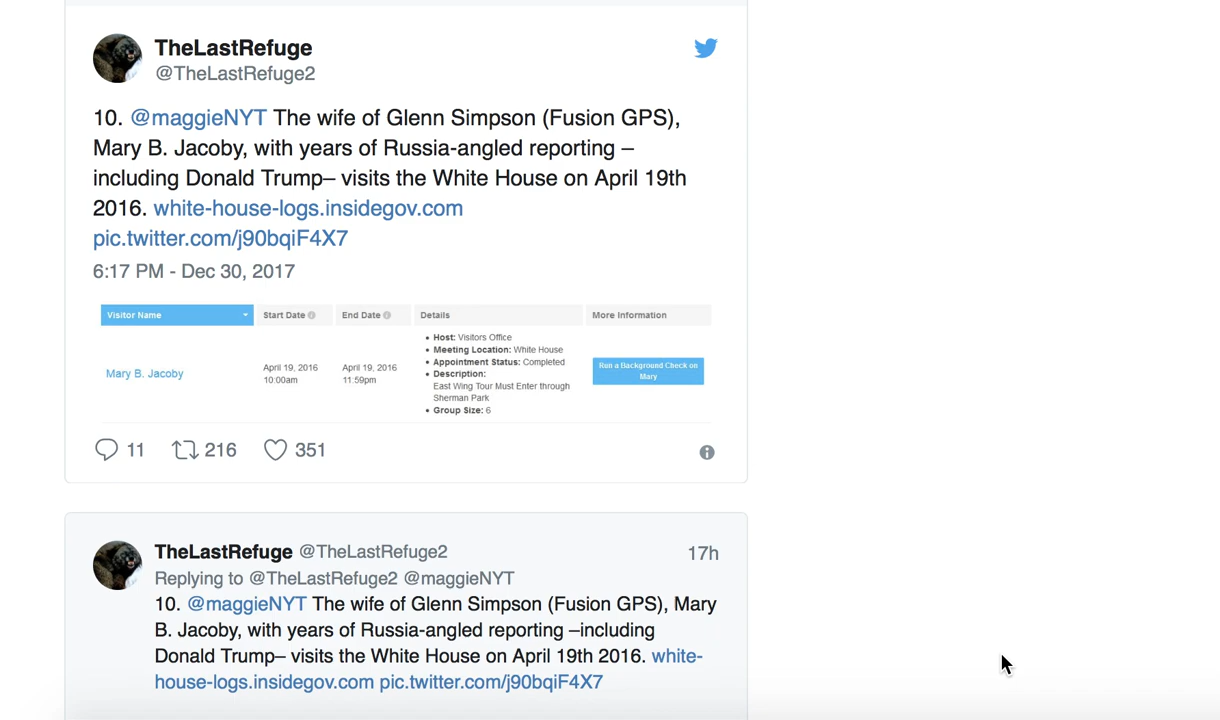 TheLastRefuge
@TheLastRefuge2
10. @maggieNYT The wife of Glenn Simpson (Fusion GPS),
Mary B. Jacoby, with years of Russia-angled reporting –
including Donald Trump– visits the White House on April 19th
2016. white-house-logs.insidegov.com
pic.twitter.com/j90bqiF4X7
6:17 PM - Dec 30, 2017
Visitor Name Start Date End Date Details More Information
Mary B. Jacoby
April 19, 2016
10:00am
April 19, 2016
11:59pm
• Host: Visitors Office
• Meeting Location: White House
• Appointment Status: Completed
• Description:
East Wing Tour Must Enter through
Sherman Park
• Group Size: 6
Run a Background Check on
Mary
11 216 351
TheLastRefuge @TheLastRefuge2 17h
Replying to @TheLastRefuge2 @maggieNYT
10. @maggieNYT The wife of Glenn Simpson (Fusion GPS), Mary
B. Jacoby, with years of Russia-angled reporting –including
Donald Trump– visits the White House on April 19th 2016. white-
house-logs.insidegov.com pic.twitter.com/j90bqiF4X7